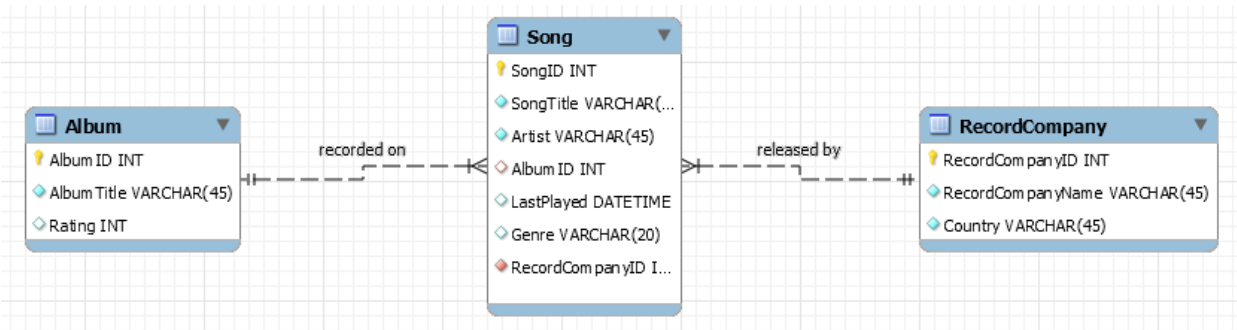 Album
Album ID INT
Album Title VARCHAR(45)
Rating INT
recorded on
Song
SongID INT
SongTitle VARCHAR(...
Artist VARCHAR(45)
Album ID INT
LastPlayed DATETIME
Genre VARCHAR(20)
RecordCompanyID I...
released by
RecordCompany
RecordCompanyID INT
RecordCompanyName VARCHAR(45)
Country VARCHAR(45)